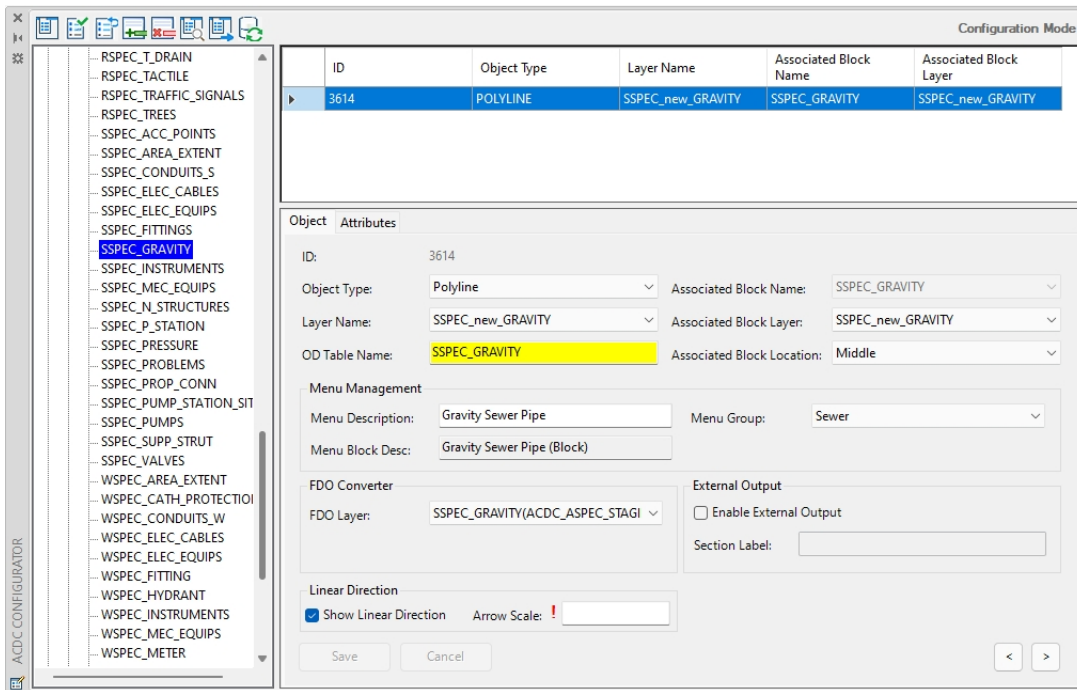 Configuration Mode
RSPEC_T_DRAIN
RSPEC_TACTILE
RSPEC_TRAFFIC_SIGNALS
RSPEC_TREES
SSPEC_ACC_POINTS
SSPEC_AREA_EXTENT
SSPEC_CONDUITS_S
SSPEC_ELEC_CABLES
SSPEC_ELEC_EQUIPS
SSPEC_FITTINGS
SSPEC_GRAVITY
SSPEC_INSTRUMENTS
SSPEC_MEC_EQUIPS
SSPEC_N_STRUCTURES
SSPEC_P_STATION
SSPEC_PRESSURE
SSPEC_PROBLEMS
SSPEC_PROP_CONN
SSPEC_PUMP_STATION_SIT
SSPEC_PUMPS
SSPEC_SUPP_STRUT
SSPEC_VALVES
WSPEC_AREA_EXTENT
WSPEC_CATH_PROTECTIO
WSPEC_CONDUITS_W
WSPEC_ELEC_CABLES
WSPEC_ELEC_EQUIPS
WSPEC_FITTING
WSPEC_HYDRANT
WSPEC_INSTRUMENTS
WSPEC_MEC_EQUIPS
WSPEC_METER
ACDC CONFIGURATOR
ID Object Type Layer Name Associated Block Name Associated Block Layer
3614 POLYLINE SSPEC_new_GRAVITY SSPEC_GRAVITY SSPEC_new_GRAVITY
Object Attributes
ID: 3614
Object Type: Polyline Associated Block Name: SSPEC_GRAVITY
Layer Name: SSPEC_new_GRAVITY Associated Block Layer: SSPEC_new_GRAVITY
OD Table Name: SSPEC_GRAVITY Associated Block Location: Middle
Menu Management
Menu Description: Gravity Sewer Pipe Menu Group: Sewer
Menu Block Desc: Gravity Sewer Pipe (Block)
FDO Converter External Output
FDO Layer: SSPEC_GRAVITY(ACDC_ASPEC_STAGI Enable External Output
Section Label:
Linear Direction
Show Linear Direction Arrow Scale: !
Save Cancel < >